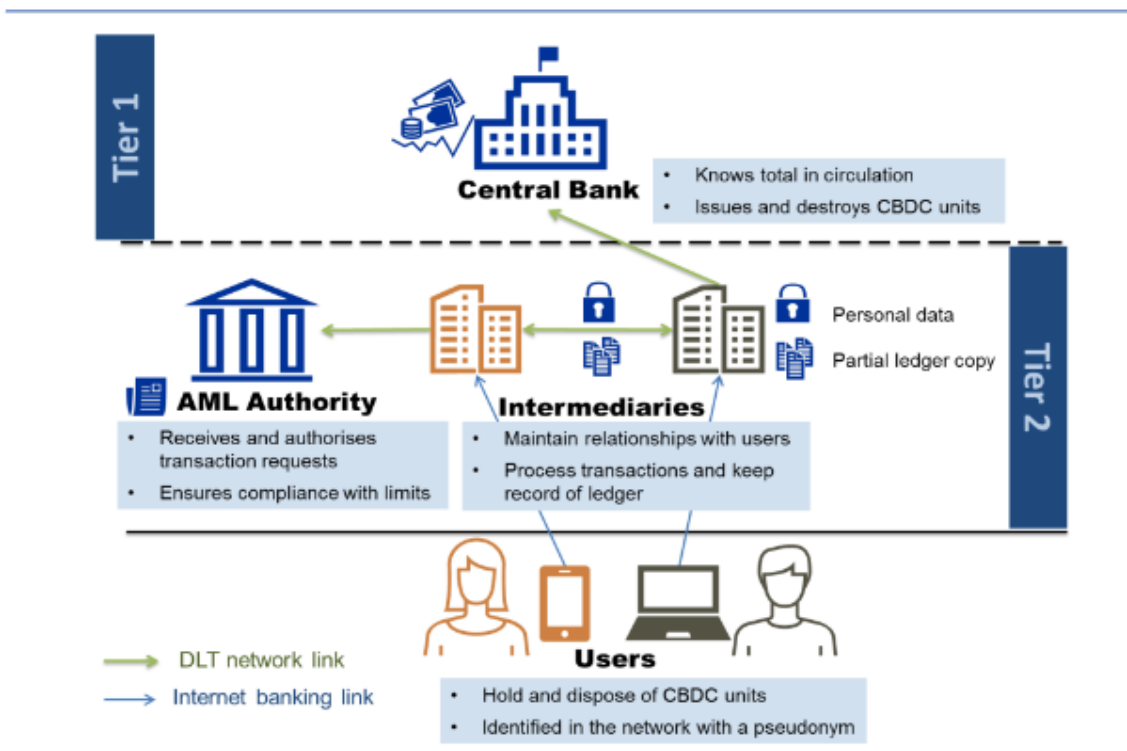 Tier 1
Central Bank
• Knows total in circulation
• Issues and destroys CBDC units
Tier 2
Personal data
Partial ledger copy
AML Authority
• Receives and authorises
transaction requests
• Ensures compliance with limits
Intermediaries
• Maintain relationships with users
• Process transactions and keep
record of ledger
Users
• Hold and dispose of CBDC units
• Identified in the network with a pseudonym
DLT network link
Internet banking link